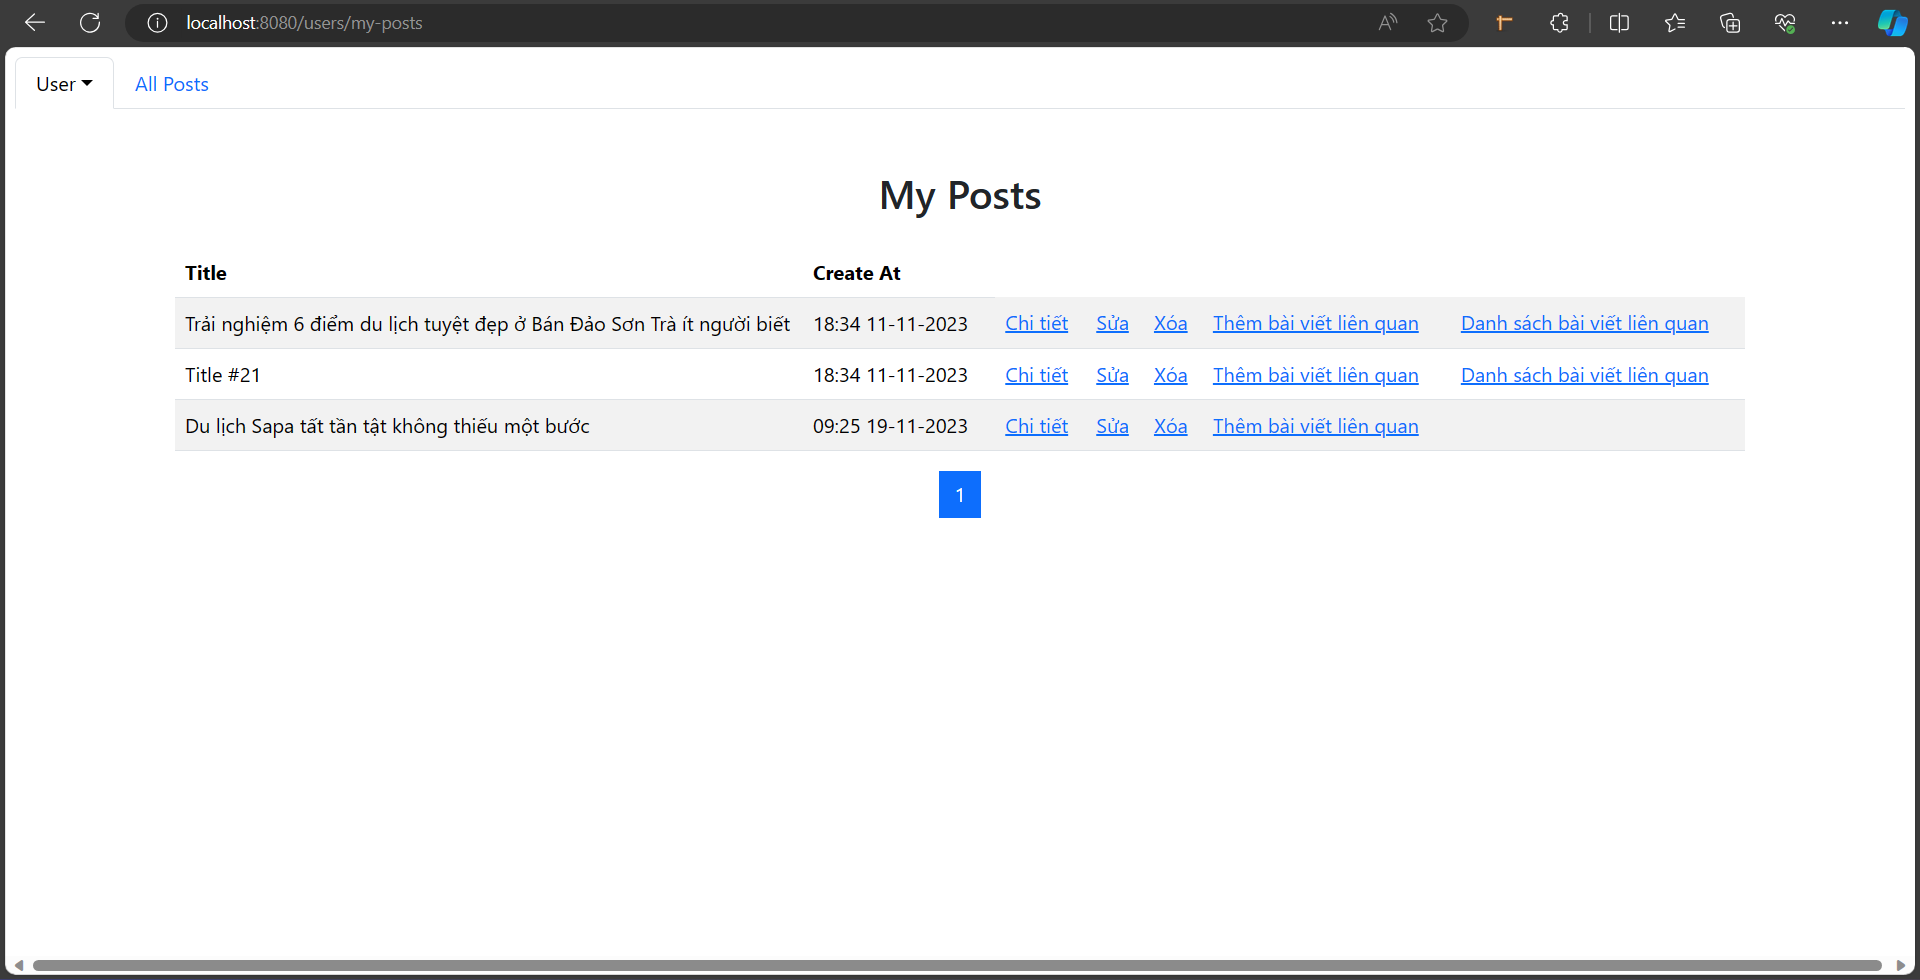 localhost:8080/users/my-posts
User All Posts
My Posts
Title Create At
Trải nghiệm 6 điểm du lịch tuyệt đẹp ở Bán Đảo Sơn Trà ít người biết 18:34 11-11-2023 Chi tiết Sửa Xóa Thêm bài viết liên quan Danh sách bài viết liên quan
Title #21 18:34 11-11-2023 Chi tiết Sửa Xóa Thêm bài viết liên quan Danh sách bài viết liên quan
Du lịch Sapa tất tần tật không thiếu một bước 09:25 19-11-2023 Chi tiết Sửa Xóa Thêm bài viết liên quan
1